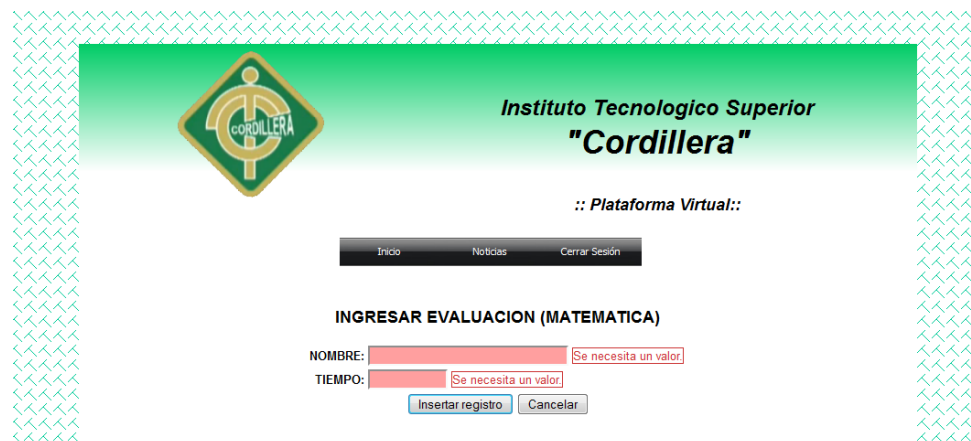 CORDILLERA
Instituto Tecnologico Superior
"Cordillera"
:: Plataforma Virtual::
Inicio Noticias Cerrar Sesión
INGRESAR EVALUACION (MATEMATICA)
NOMBRE: Se necesita un valor.
TIEMPO: Se necesita un valor.
Insertar registro Cancelar